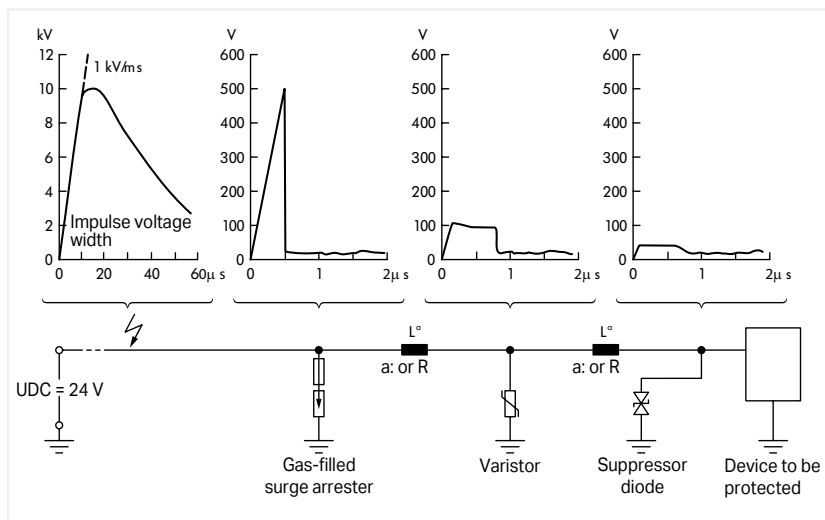 kV
12
10
8
6
4
2
0
1 kV/ms
Impulse voltage
width
0 20 40 60µ s
V
600
500
400
300
200
100
0
0 1 2µ s
V
600
500
400
300
200
100
0
0 1 2µ s
V
600
500
400
300
200
100
0
0 1 2µ s
UDC = 24 V
Lª
a: or R
Lª
a: or R
Gas-filled
surge arrester
Varistor
Suppressor
diode
Device to be
protected